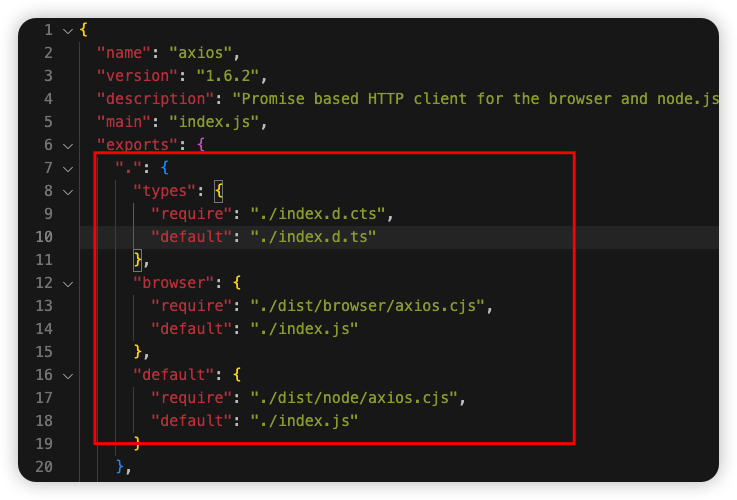 1 {
2 "name": "axios",
3 "version": "1.6.2",
4 "description": "Promise based HTTP client for the browser and node.js
5 "main": "index.js",
6 "exports": {
7 ".": {
8 "types": {
9 "require": "./index.d.cts",
10 "default": "./index.d.ts"
11 },
12 "browser": {
13 "require": "./dist/browser/axios.cjs",
14 "default": "./index.js"
15 },
16 "default": {
17 "require": "./dist/node/axios.cjs",
18 "default": "./index.js"
19 }
20 },